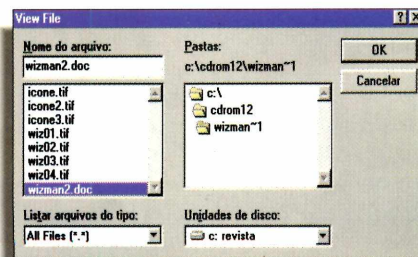 View File
Nome do arquivo:
wizman2.doc
icone.tif
icone2.tif
icone3.tif
wiz01.tif
wiz02.tif
wiz03.tif
wiz04.tif
wizman2.doc
Listar arquivos do tipo:
All Files (*.*)
Pastas:
c:\cdrom12\wizman~1
c:\
cdrom12
wizman~1
Unidades de disco:
c: revista
OK
Cancelar